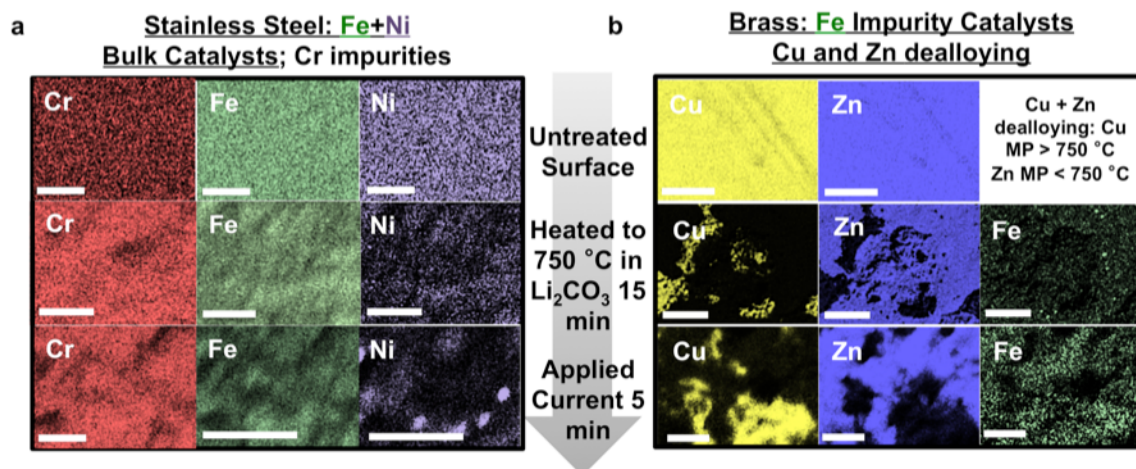 a
Stainless Steel: Fe+Ni
Bulk Catalysts; Cr impurities
Cr
Fe
Ni
Cr
Fe
Ni
Cr
Fe
Ni
Untreated
Surface
Heated to
750 °C in
Li₂CO₃ 15
min
Applied
Current 5
min
b
Brass: Fe Impurity Catalysts
Cu and Zn dealloying
Cu
Zn
Cu + Zn
dealloying: Cu
MP > 750 °C
Zn MP < 750 °C
Cu
Zn
Fe
Cu
Zn
Fe